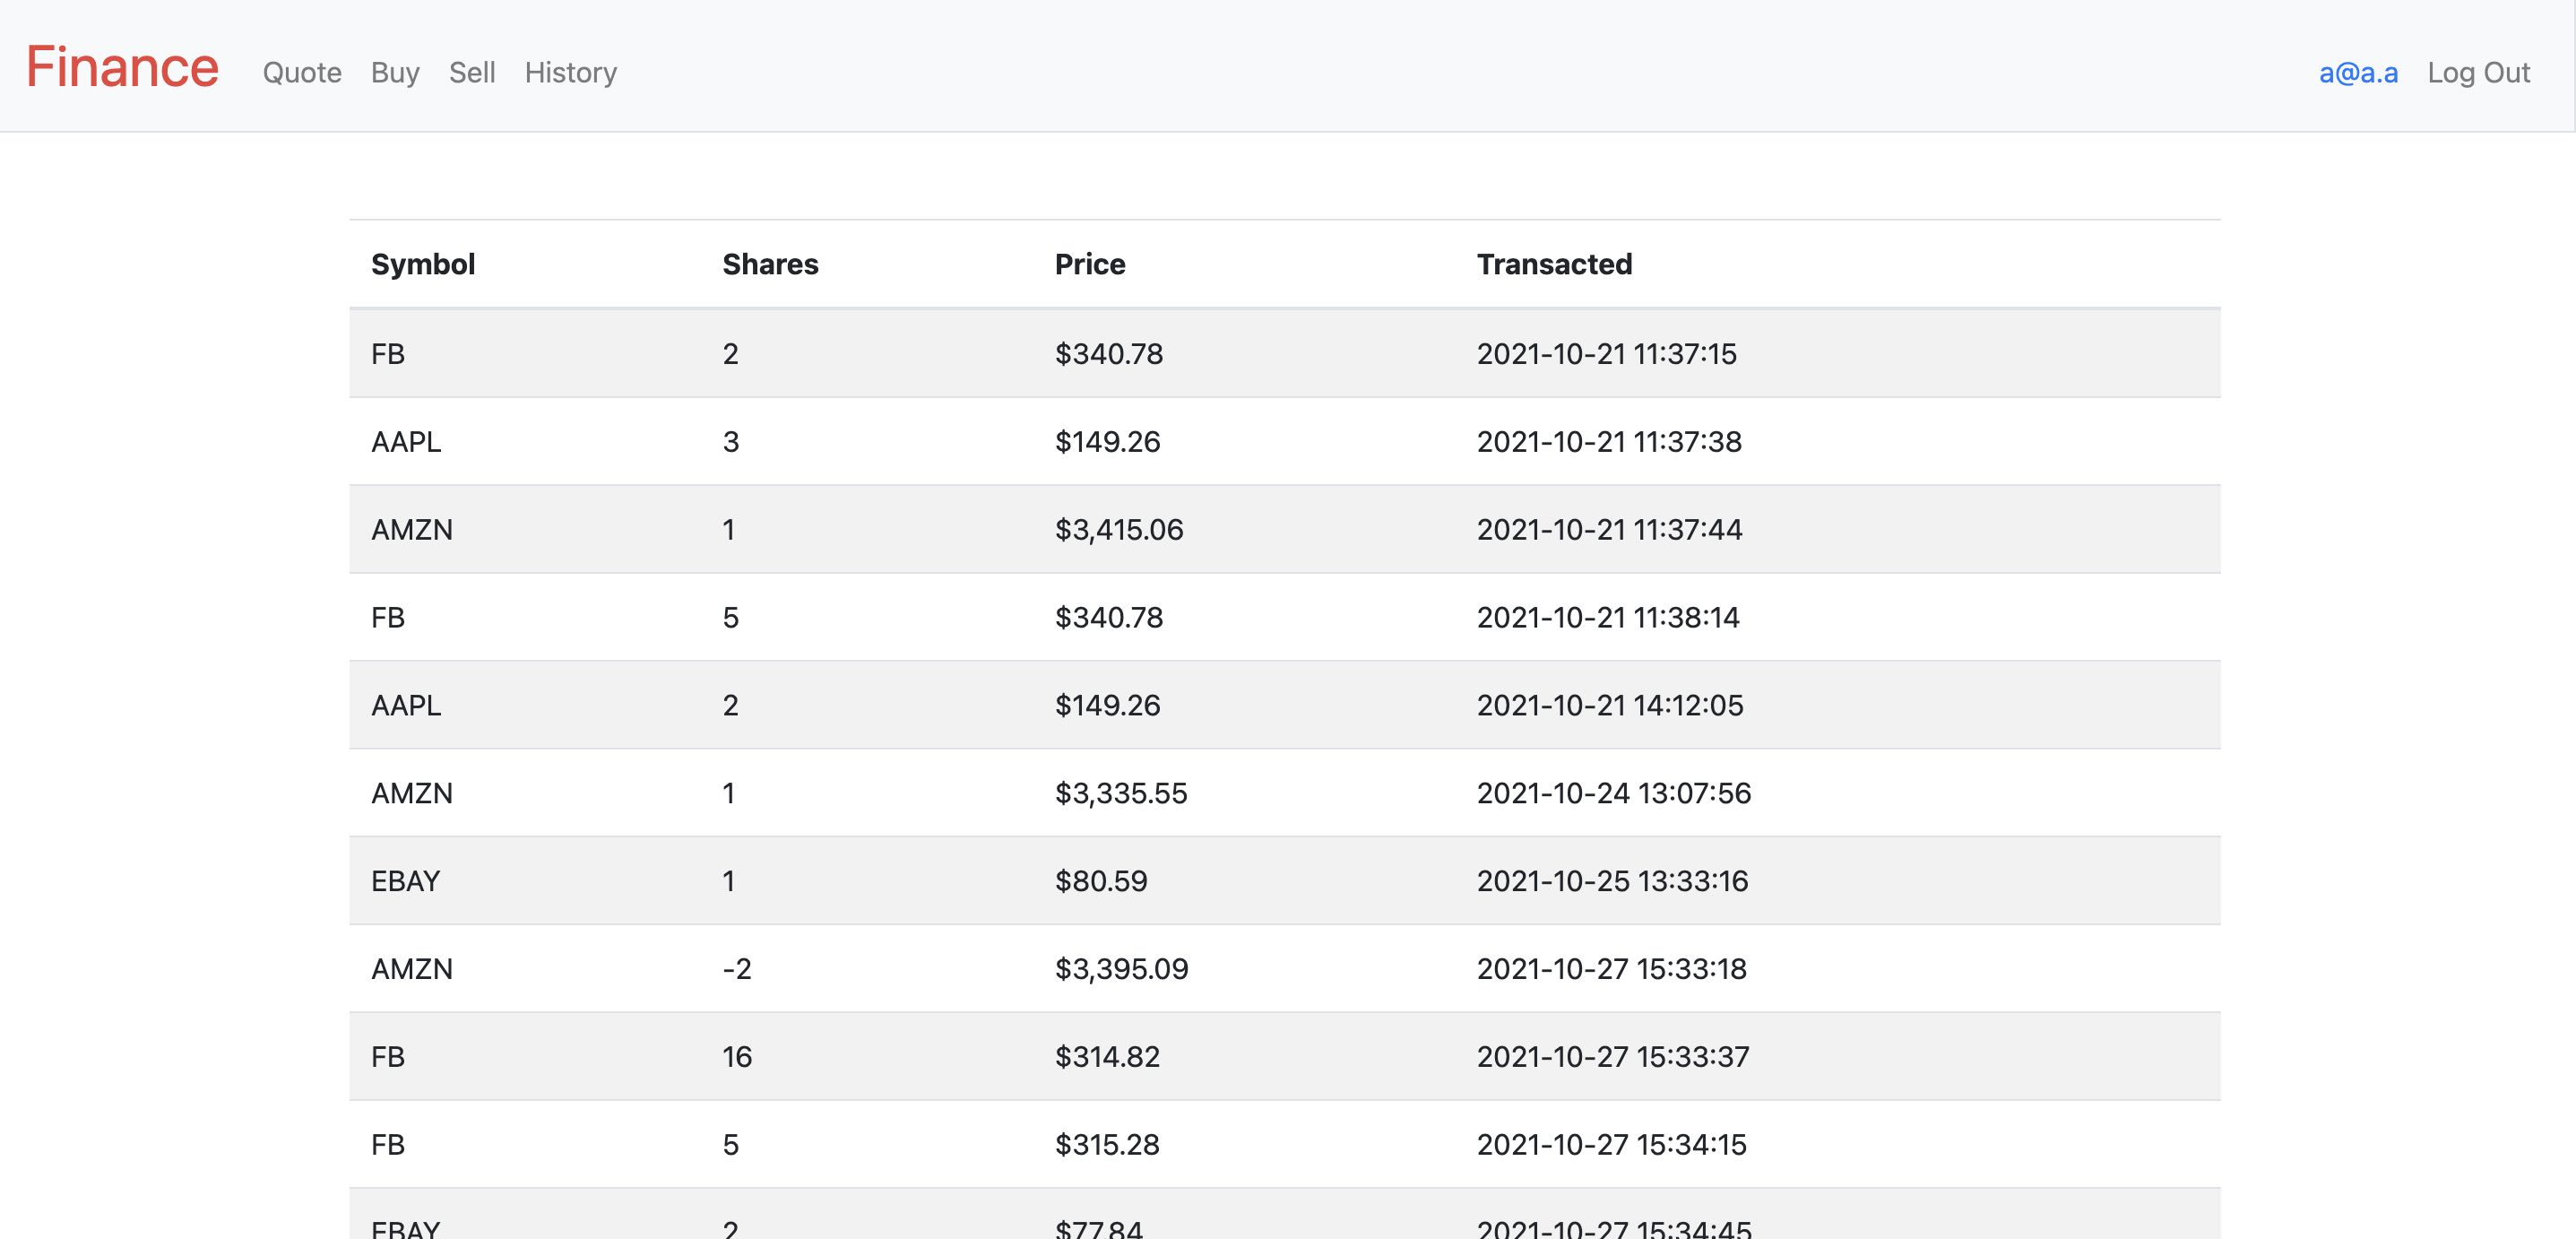 Finance Quote Buy Sell History a@a.a Log Out
Symbol Shares Price Transacted
FB 2 $340.78 2021-10-21 11:37:15
AAPL 3 $149.26 2021-10-21 11:37:38
AMZN 1 $3,415.06 2021-10-21 11:37:44
FB 5 $340.78 2021-10-21 11:38:14
AAPL 2 $149.26 2021-10-21 14:12:05
AMZN 1 $3,335.55 2021-10-24 13:07:56
EBAY 1 $80.59 2021-10-25 13:33:16
AMZN -2 $3,395.09 2021-10-27 15:33:18
FB 16 $314.82 2021-10-27 15:33:37
FB 5 $315.28 2021-10-27 15:34:15
EBAY 2 $77.84 2021-10-27 15:34:45